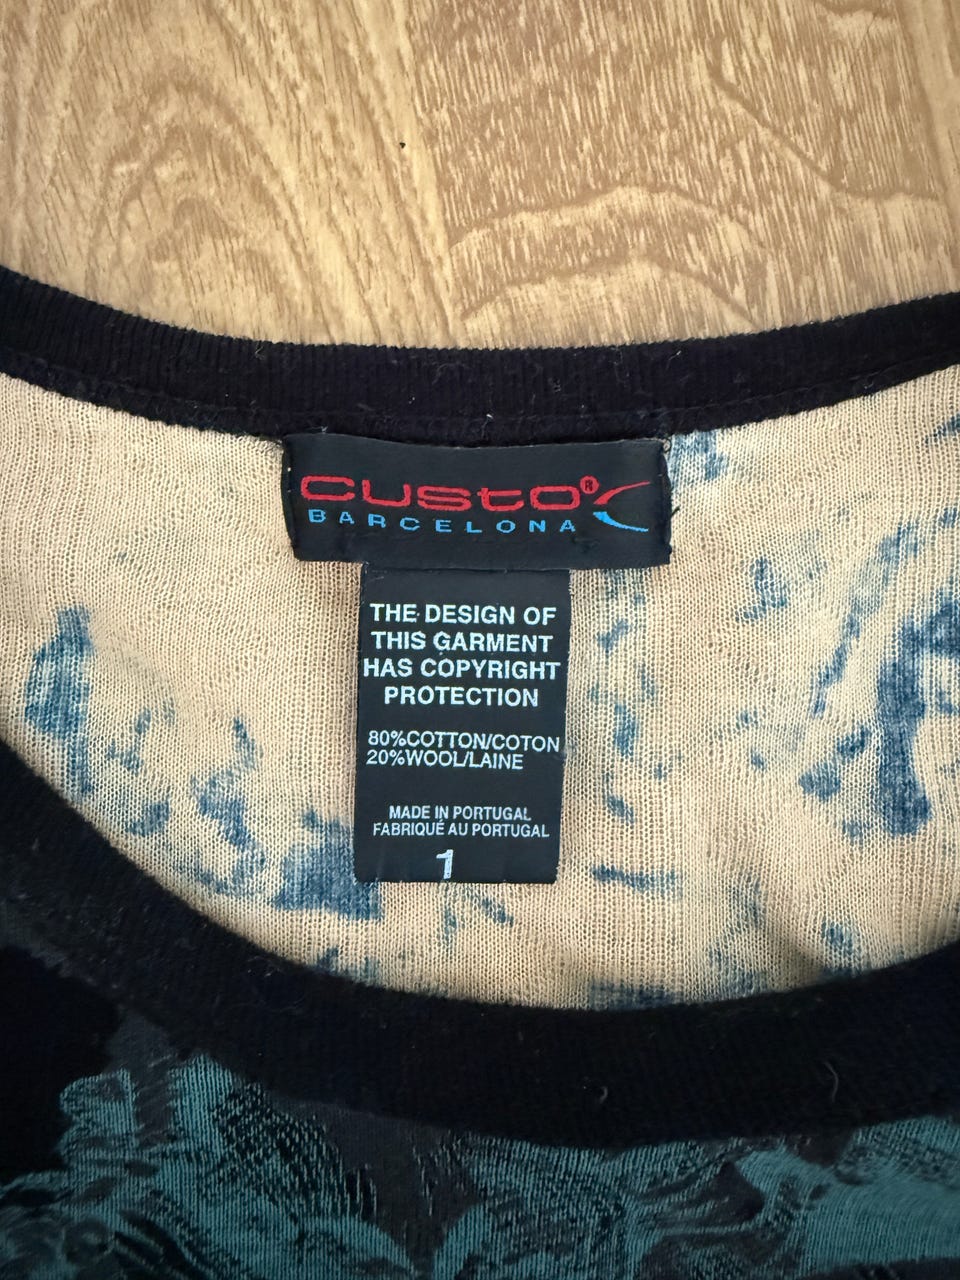 custo®
BARCELONA
THE DESIGN OF
THIS GARMENT
HAS COPYRIGHT
PROTECTION
80%COTTON/COTON
20%WOOL/LAINE
MADE IN PORTUGAL
FABRIQUÉ AU PORTUGAL
1